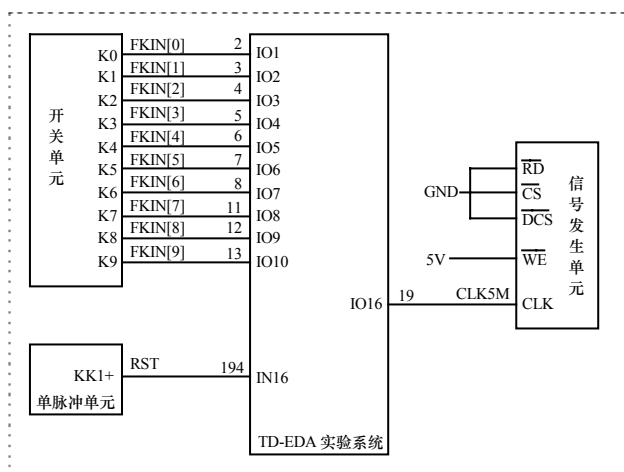 K0 FKIN[0] 2 IO1
K1 FKIN[1] 3 IO2
K2 FKIN[2] 4 IO3
K3 FKIN[3] 5 IO4
K4 FKIN[4] 6 IO5
K5 FKIN[5] 7 IO6
K6 FKIN[6] 8 IO7
K7 FKIN[7] 11 IO8
K8 FKIN[8] 12 IO9
K9 FKIN[9] 13 IO10
开关单元
RD
GND CS
DCS
5V WE
IO16 19 CLK5M CLK
信号发生单元
KK1+ RST 194 IN16
单脉冲单元
TD-EDA 实验系统